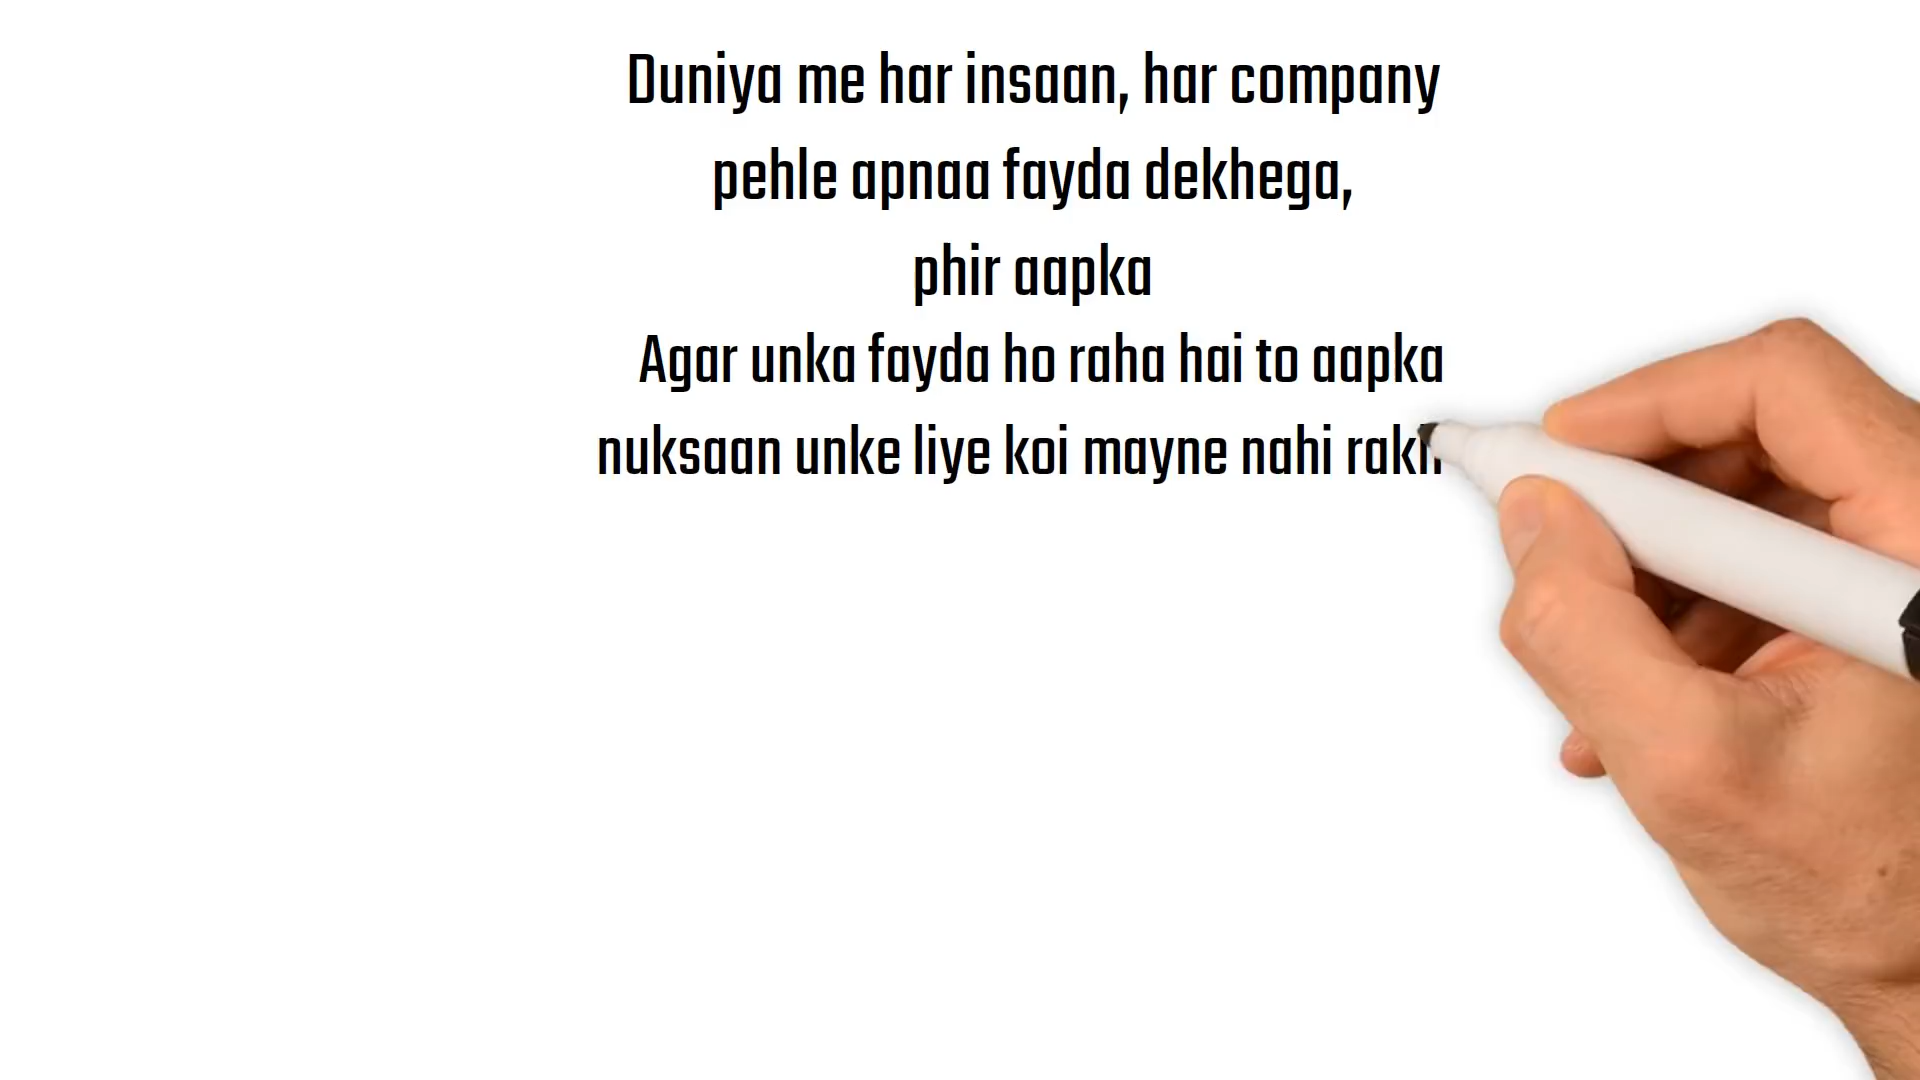 Duniya me har insaan, har company
pehle apnaa fayda dekhega,
phir aapka
Agar unka fayda ho raha hai to aapka
nuksaan unke liye koi mayne nahi